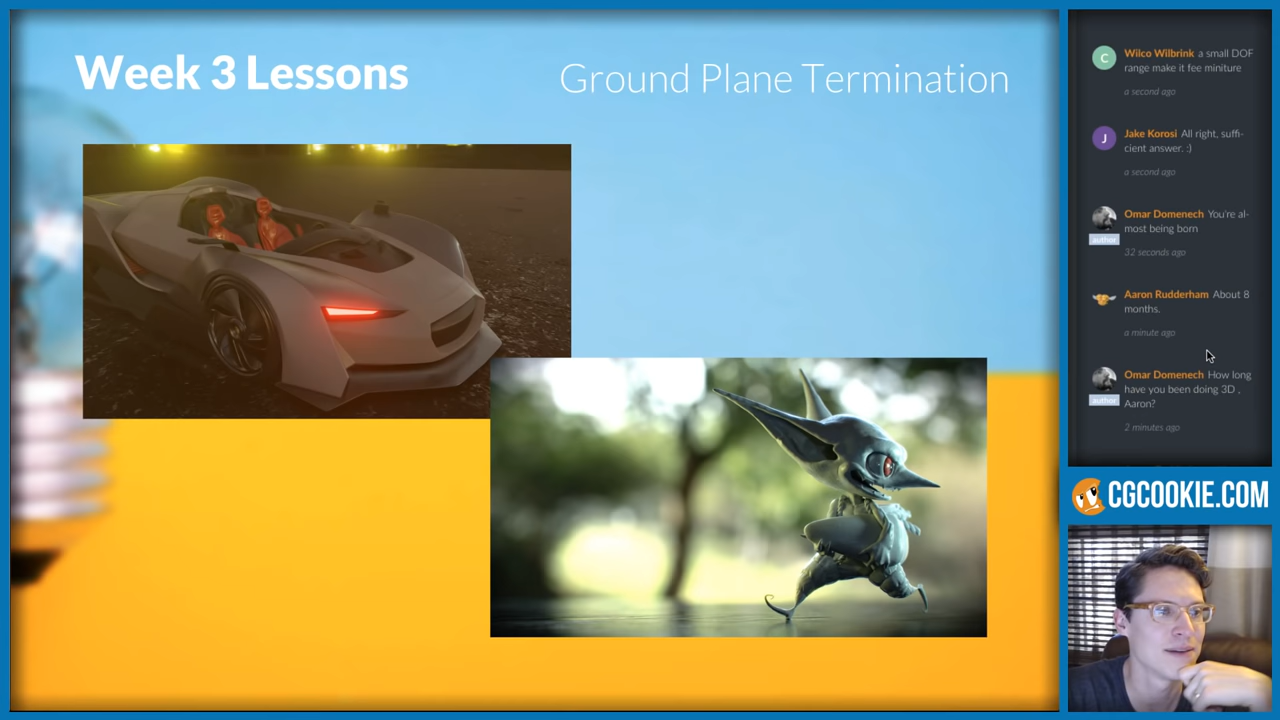 Week 3 Lessons
Ground Plane Termination
C
Wilco Wilbrink a small DOF
range make it fee miniture
a second ago
J
Jake Korosi All right, suffi-
cient answer. :)
a second ago
Omar Domenech You're al-
most being born
author
32 seconds ago
Aaron Rudderham About 8
months.
a minute ago
Omar Domenech How long
have you been doing 3D ,
Aaron?
author
2 minutes ago
CGCOOKIE.COM